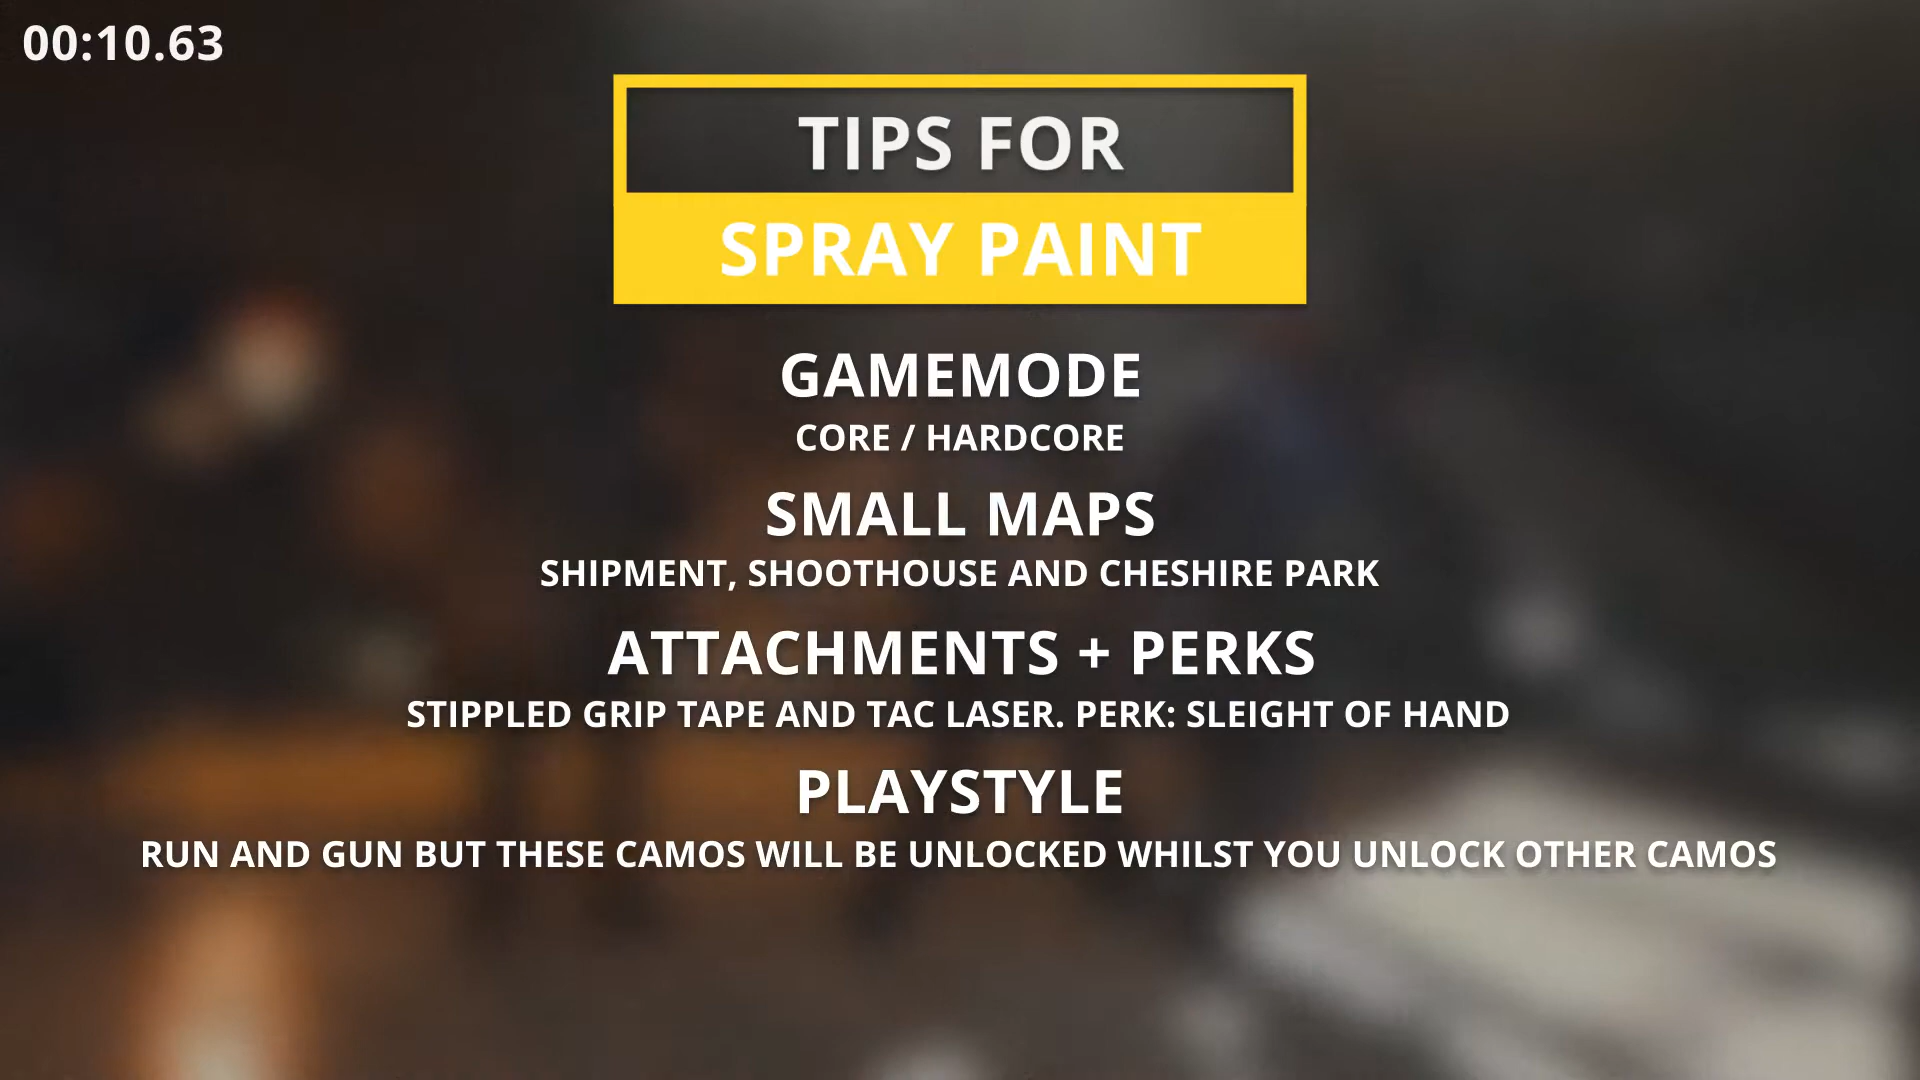 00:10.63
TIPS FOR
SPRAY PAINT
GAMEMODE
CORE / HARDCORE
SMALL MAPS
SHIPMENT, SHOOTHOUSE AND CHESHIRE PARK
ATTACHMENTS + PERKS
STIPPLED GRIP TAPE AND TAC LASER. PERK: SLEIGHT OF HAND
PLAYSTYLE
RUN AND GUN BUT THESE CAMOS WILL BE UNLOCKED WHILST YOU UNLOCK OTHER CAMOS